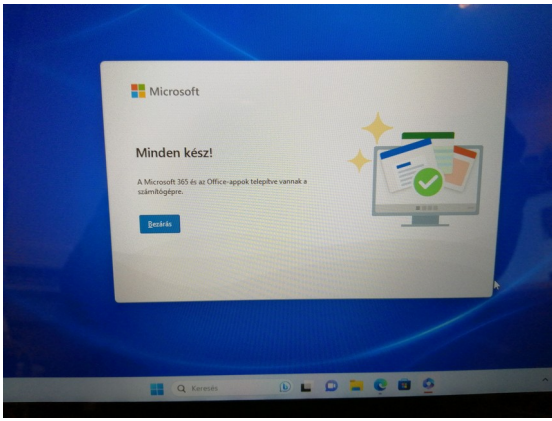 Microsoft
Minden kész!
A Microsoft 365 és az Office-appok telepítve vannak a
számítógépre.
Bezárás
Keresés